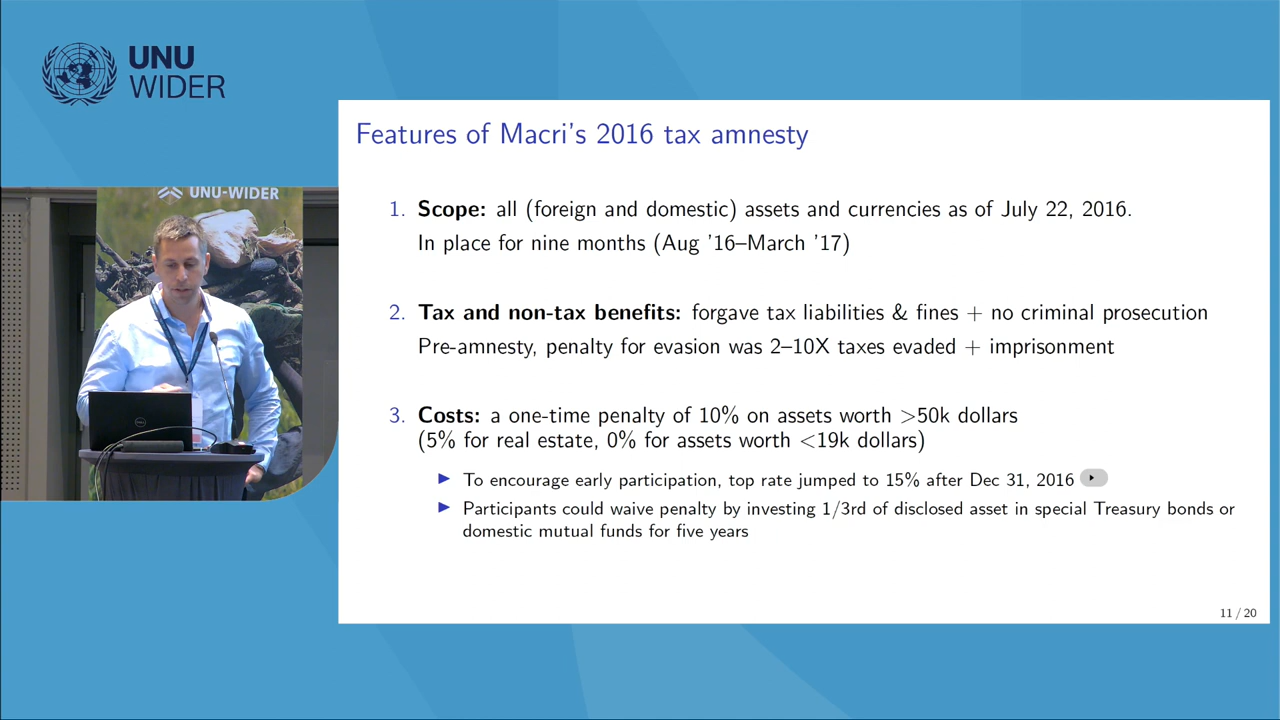 UNU
WIDER
UNU-WIDER
Features of Macri's 2016 tax amnesty
1. Scope: all (foreign and domestic) assets and currencies as of July 22, 2016.
In place for nine months (Aug '16–March '17)
2. Tax and non-tax benefits: forgave tax liabilities & fines + no criminal prosecution
Pre-amnesty, penalty for evasion was 2–10X taxes evaded + imprisonment
3. Costs: a one-time penalty of 10% on assets worth >50k dollars
(5% for real estate, 0% for assets worth <19k dollars)
To encourage early participation, top rate jumped to 15% after Dec 31, 2016
Participants could waive penalty by investing 1/3rd of disclosed asset in special Treasury bonds or
domestic mutual funds for five years
11 / 20